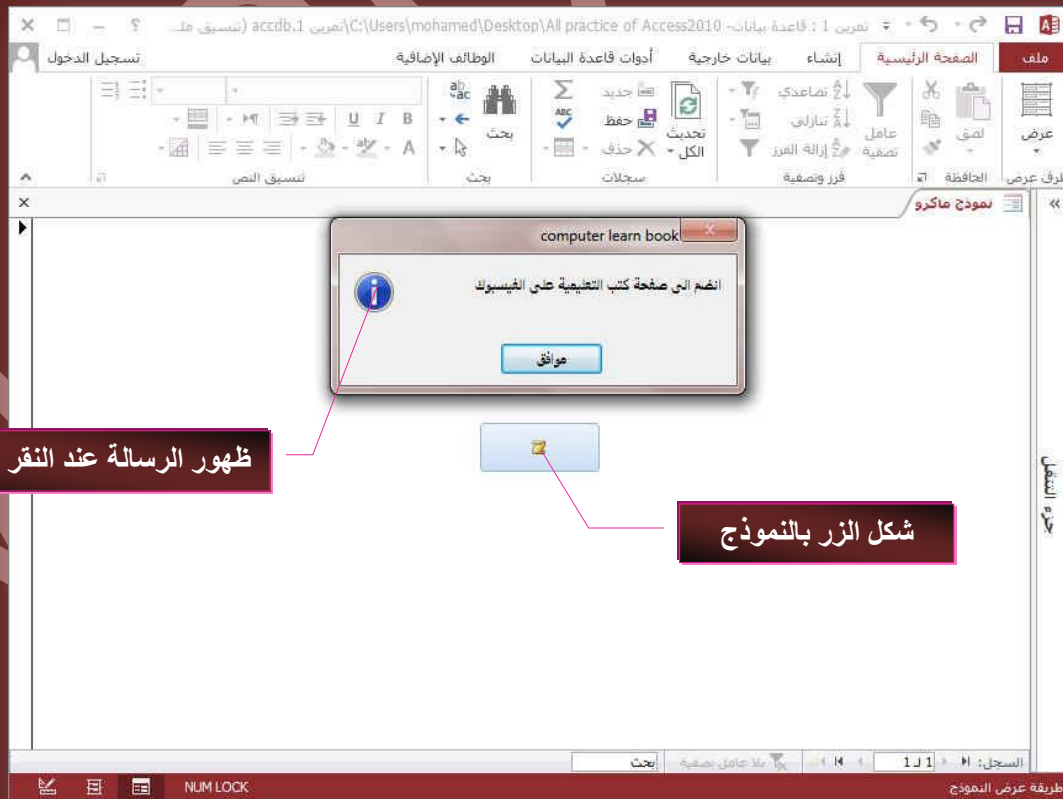 تمرين 1 : قاعدة بيانات- C:\Users\mohamed\Desktop\All practice of Access2010\تمرين 1.accdb (تنسيق ملـ...
ملف الصفحة الرئيسية إنشاء بيانات خارجية أدوات قاعدة البيانات الوظائف الإضافية تسجيل الدخول
عرض
لصق
عامل تصفية
تصاعدي
تنازلي
إزالة الفرز
تحديث الكل
جديد
حفظ
حذف
بحث
B I U
A
طرق عرض الحافظة فرز وتصفية سجلات بحث تنسيق النص
نموذج ماكرو
computer learn book
انضم الى صفحة كتب التعليمية على الفيسبوك
موافق
ظهور الرسالة عند النقر
شكل الزر بالنموذج
جزء التنقل
السجل: 1 لـ 1 بلا عامل تصفية بحث
طريقة عرض النموذج NUM LOCK